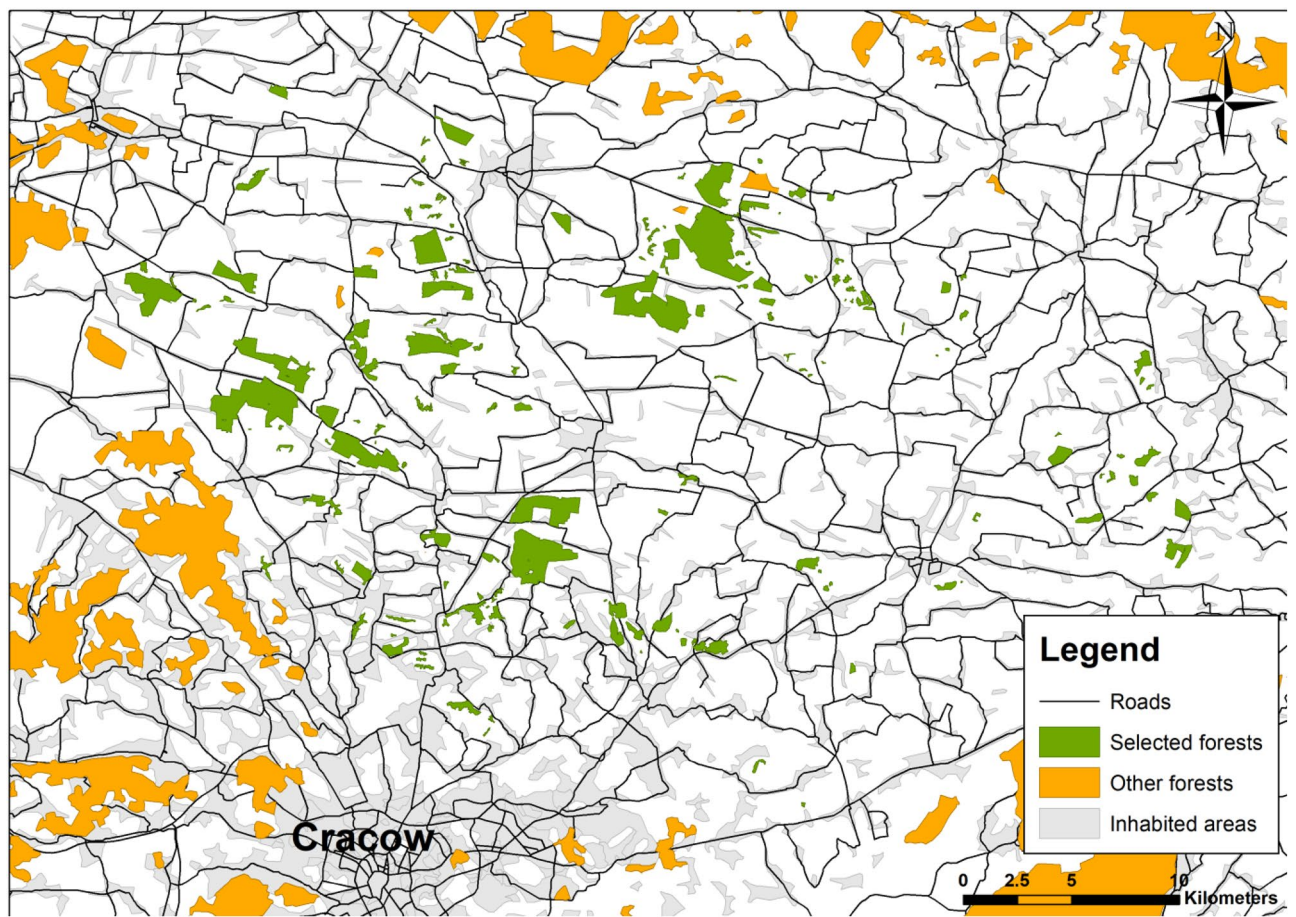 N
Legend
Roads
Selected forests
Other forests
Inhabited areas
Cracow
0 2.5 5 10
Kilometers